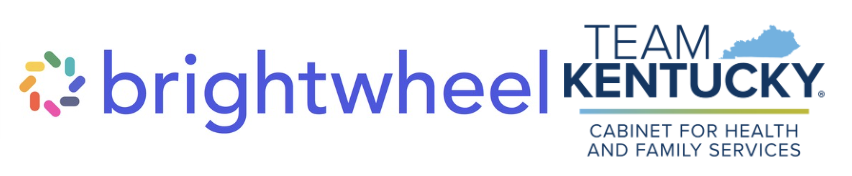 brightwheel
TEAM
KENTUCKY®
CABINET FOR HEALTH
AND FAMILY SERVICES